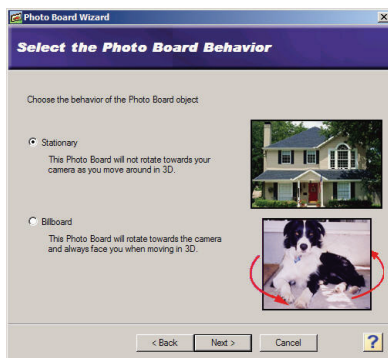 Photo Board Wizard
Select the Photo Board Behavior
Choose the behavior of the Photo Board object
Stationary
This Photo Board will not rotate towards your
camera as you move around in 3D.
Billboard
This Photo Board will rotate towards the camera
and always face you when moving in 3D.
< Back
Next >
Cancel
?